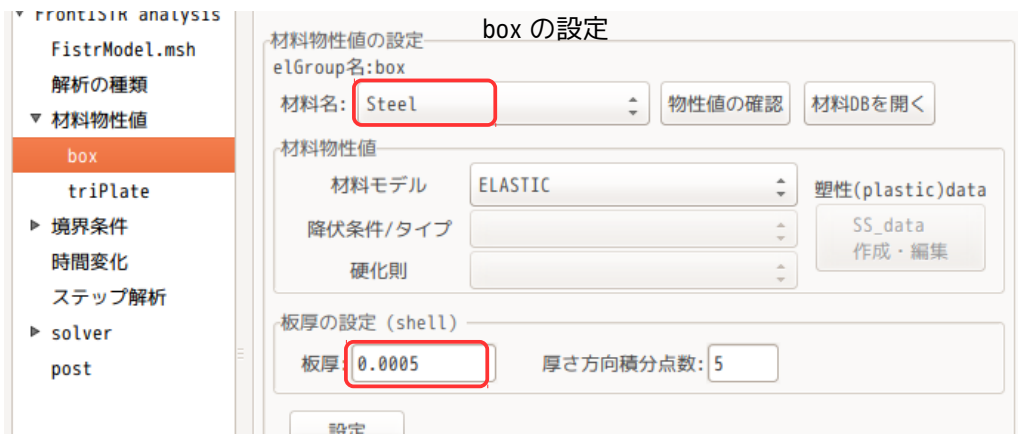 FrontISTR analysis
FistrModel.msh
解析の種類
材料物性値
box
triPlate
境界条件
時間変化
ステップ解析
solver
post
box の設定
材料物性値の設定
elGroup名:box
材料名: Steel 物性値の確認 材料DBを開く
材料物性値
材料モデル ELASTIC 塑性(plastic)data
降伏条件/タイプ SS_data
作成・編集
硬化則
板厚の設定 (shell)
板厚: 0.0005 厚さ方向積分点数: 5
設定